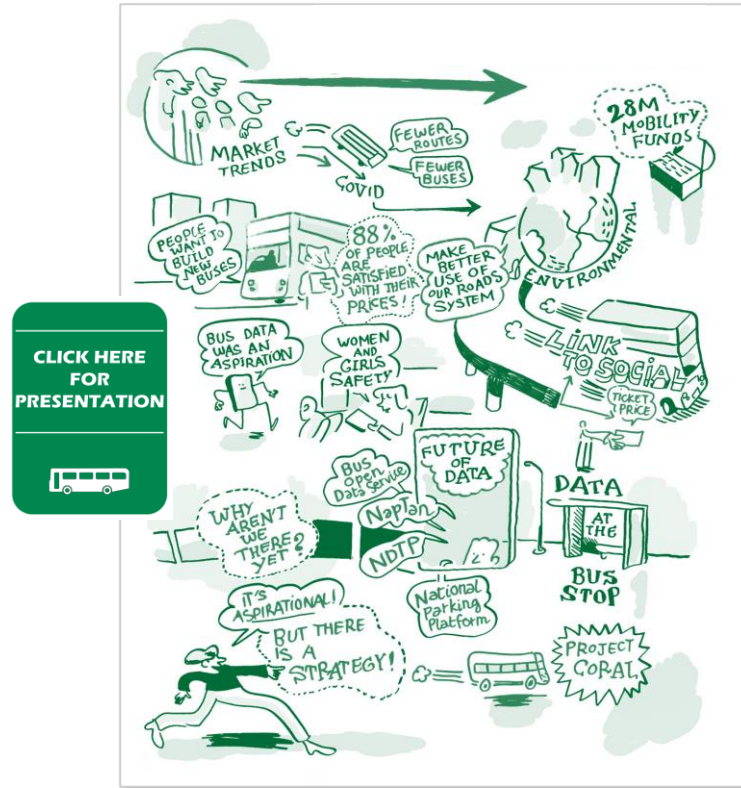 28M
MOBILITY
FUNDS
MARKET
TRENDS
FEWER
ROUTES
FEWER
BUSES
COVID
PEOPLE
WANT TO
BUILD
NEW
BUSES
88%
OF PEOPLE
ARE
SATISFIED
WITH THEIR
PRICES!
MAKE
BETTER
USE OF
OUR ROADS
SYSTEM
ENVIRONMENTAL
CLICK HERE
FOR
PRESENTATION
BUS DATA
WAS AN
ASPIRATION
WOMEN
AND
GIRLS
SAFETY
LINK
TO SOCIAL
TICKET
PRICE
WHY
AREN'T
WE
THERE
YET?
BUS
OPEN
Data Service
NapTan
NDTP
FUTURE
OF
DATA
National
Parking
Platform
DATA
AT THE
BUS
STOP
IT'S
ASPIRATIONAL!
BUT THERE
IS A
STRATEGY!
PROJECT
CORAL